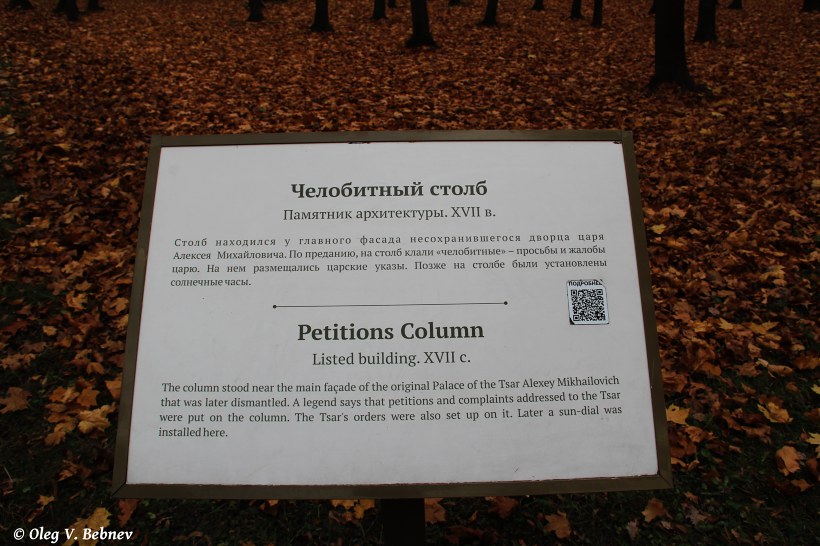 Челобитный столб
Памятник архитектуры. XVII в.
Столб находился у главного фасада несохранившегося дворца царя
Алексея Михайловича. По преданию, на столб клали «челобитные» – просьбы и жалобы
царю. На нем размещались царские указы. Позже на столбе были установлены
солнечные часы.
ПОДРОБНЕЕ
Petitions Column
Listed building. XVII c.
The column stood near the main façade of the original Palace of the Tsar Alexey Mikhailovich
that was later dismantled. A legend says that petitions and complaints addressed to the Tsar
were put on the column. The Tsar's orders were also set up on it. Later a sun-dial was
installed here.
© Oleg V. Bebnev